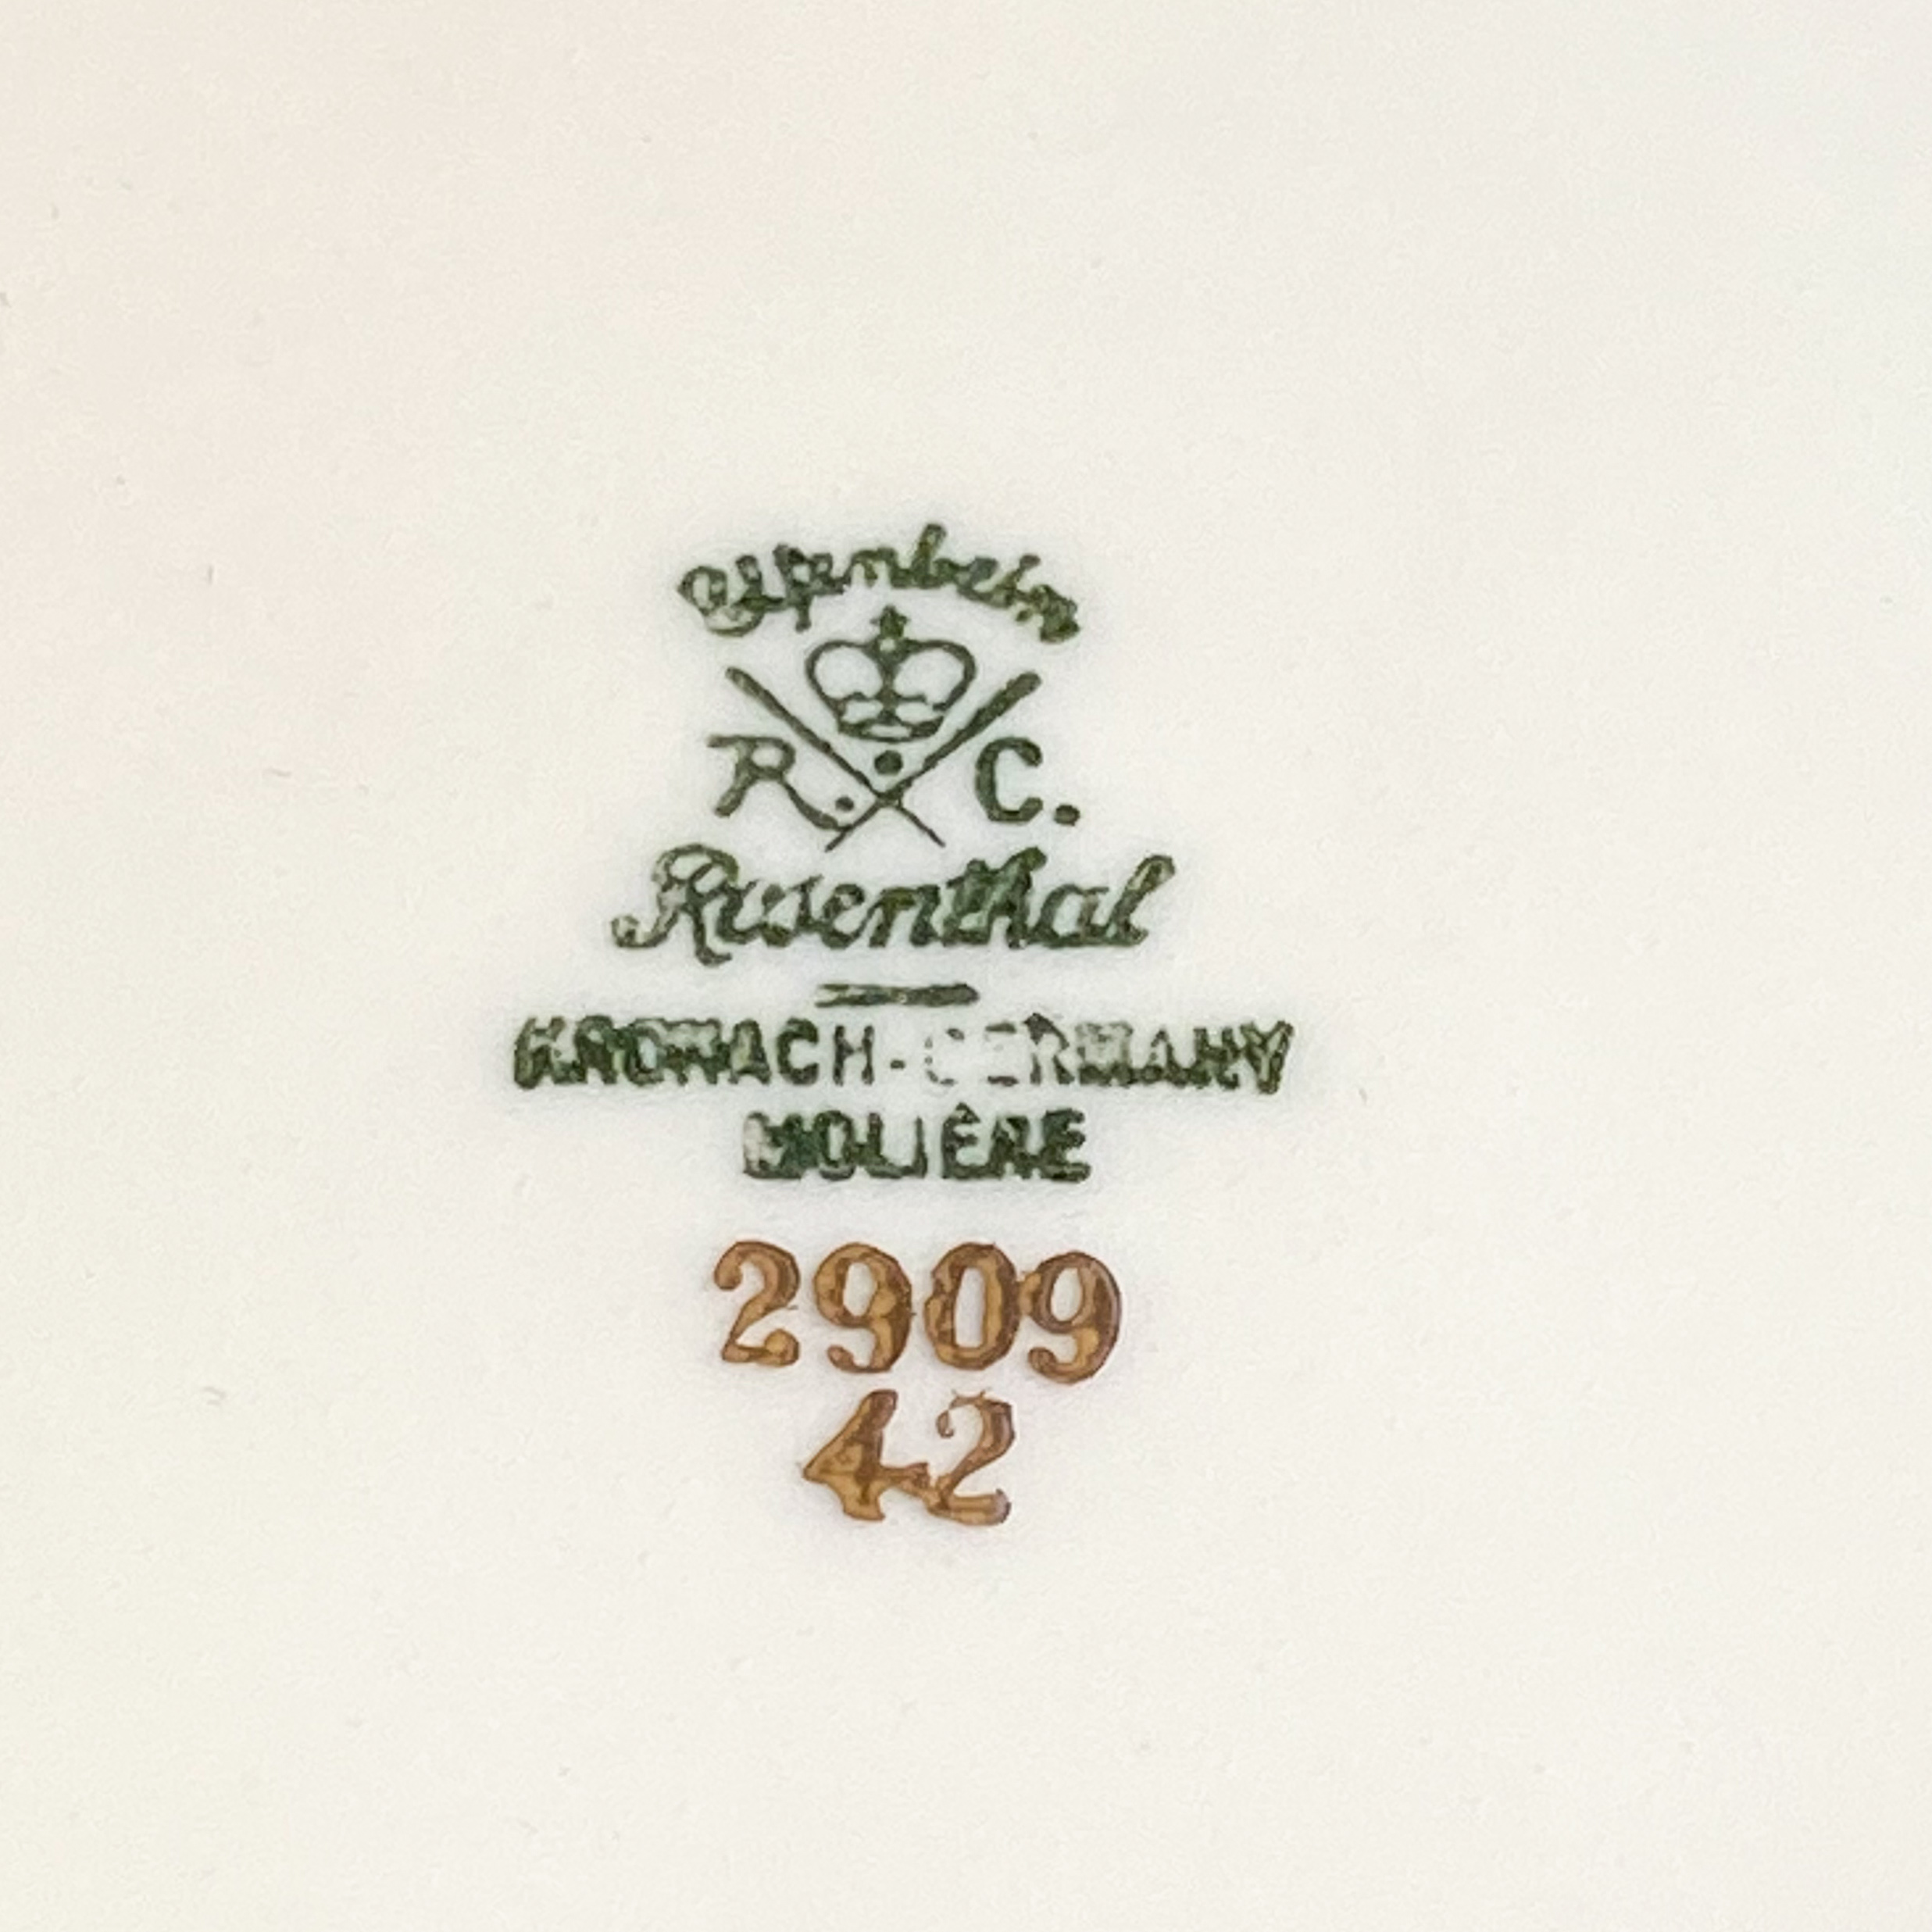 Elfenbein
R. C.
Rosenthal
KRONACH-GERMANY
MOLIÈRE
2909
42